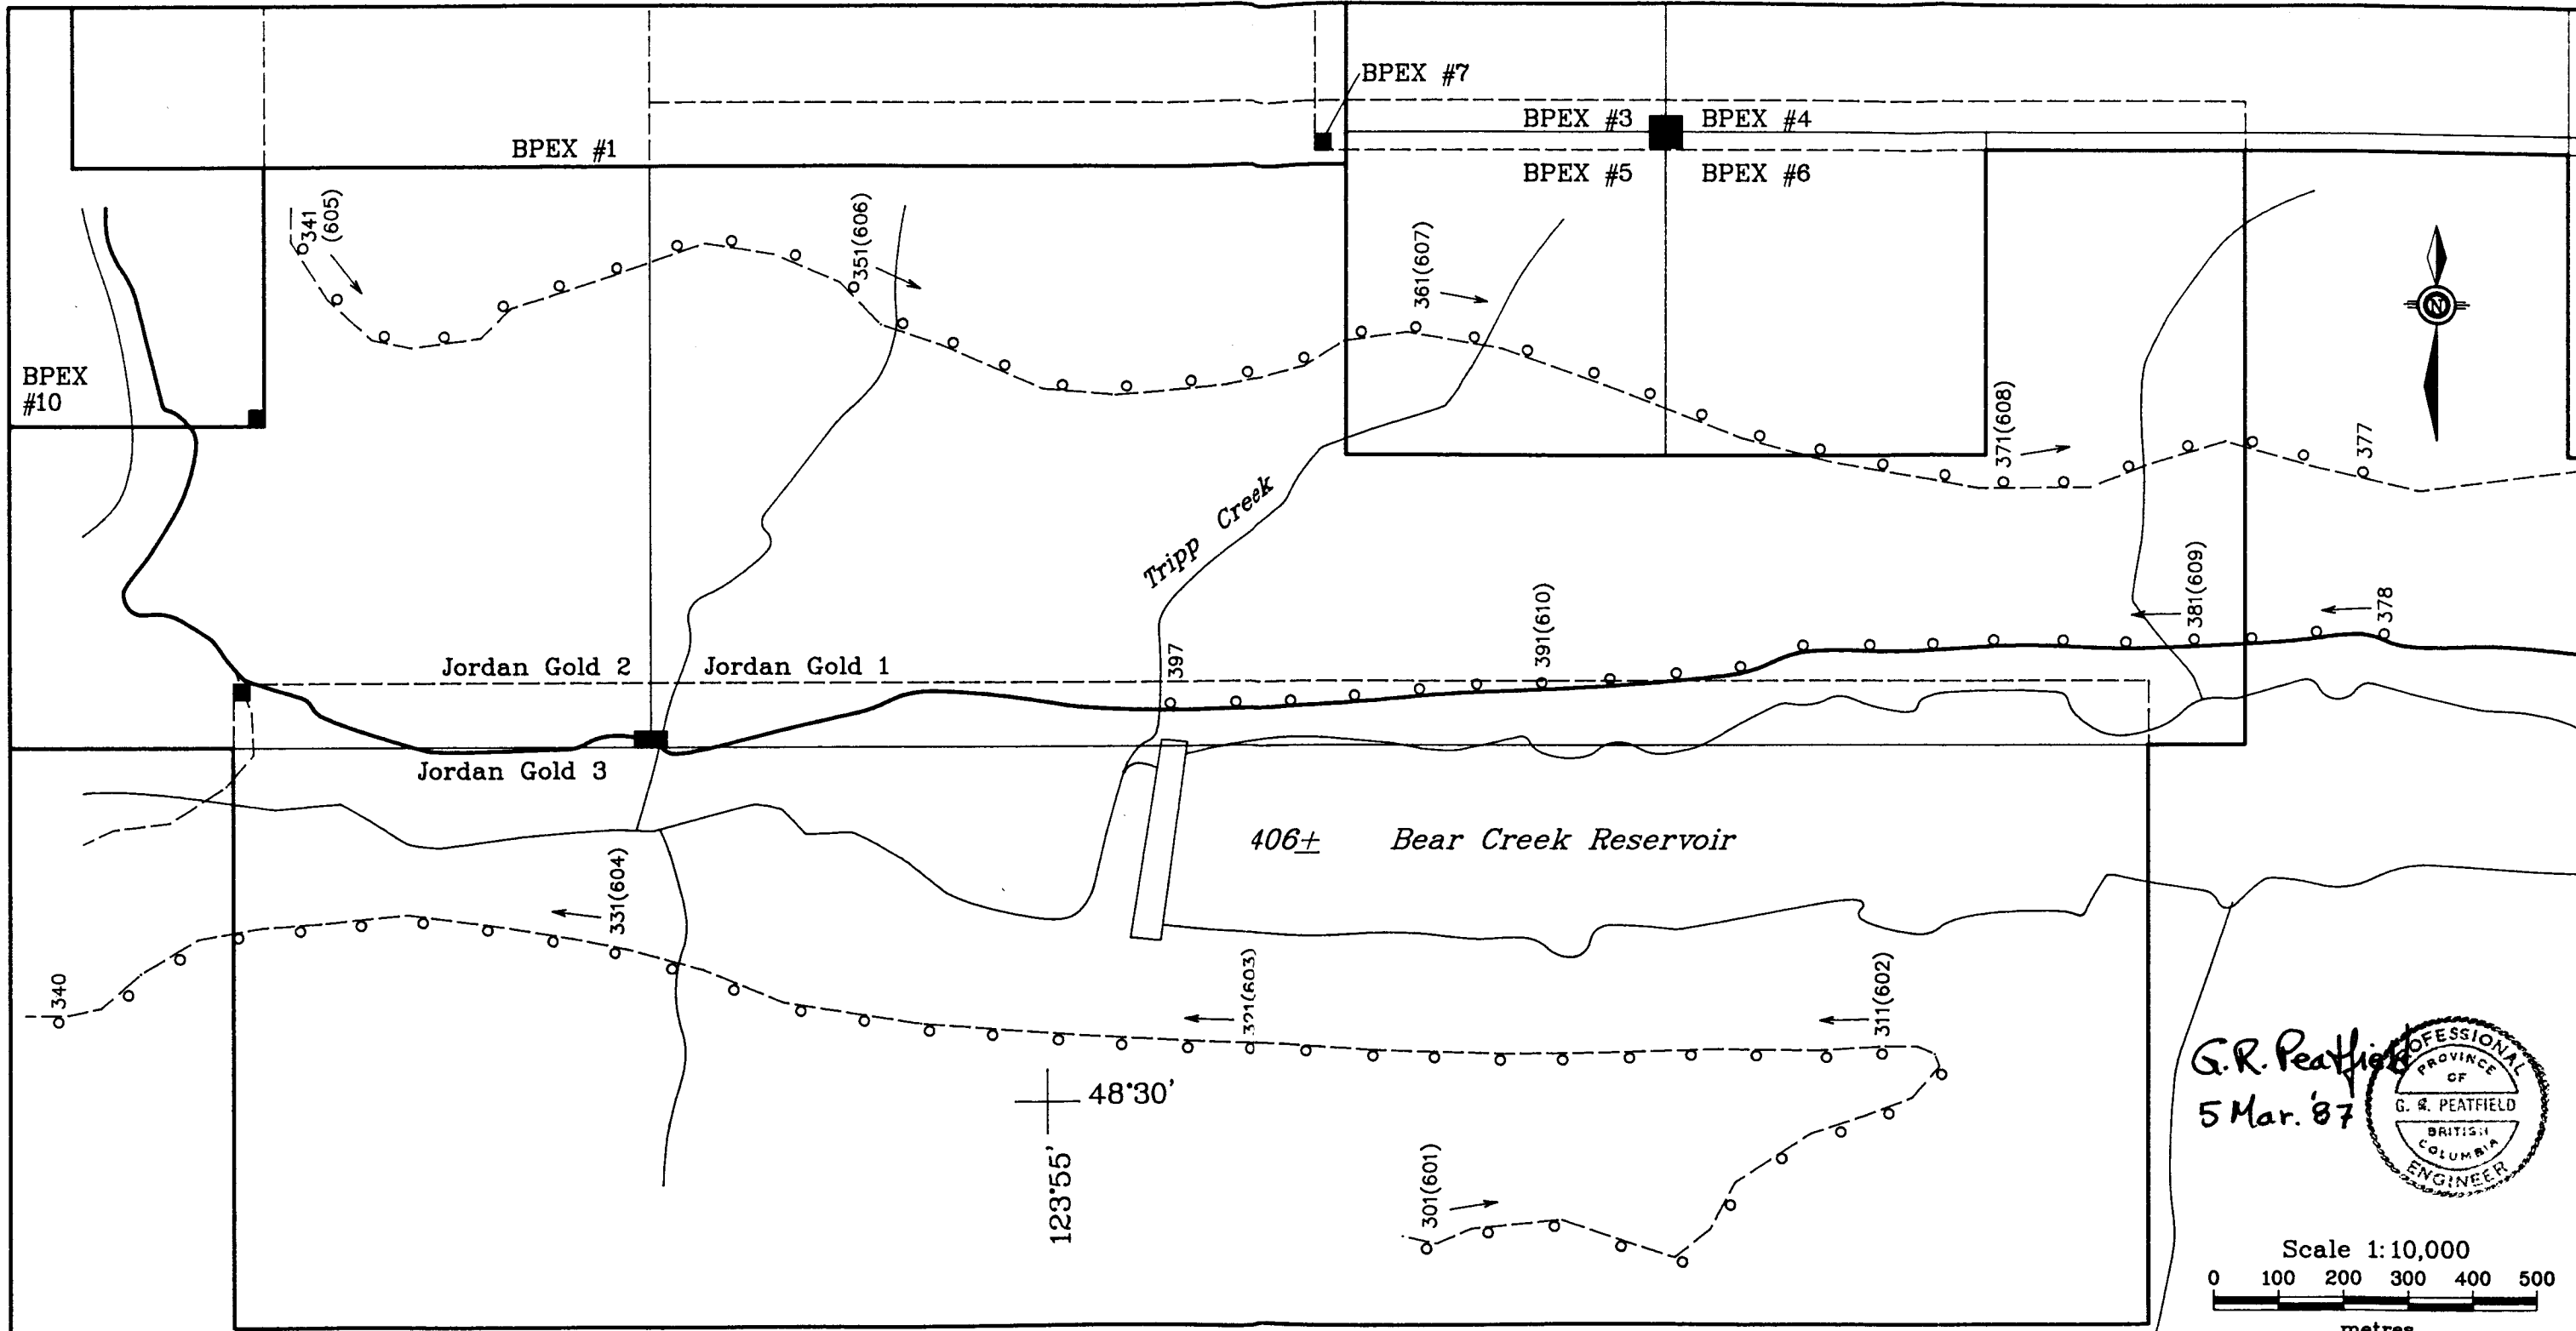 BPEX #7
BPEX #3
BPEX #4
BPEX #1
BPEX #5
BPEX #6
341
(605)
351(606)
361(607)
BPEX
#10
371(608)
377
N
Tripp Creek
381(609)
378
391(610)
397
Jordan Gold 2
Jordan Gold 1
Jordan Gold 3
406± Bear Creek Reservoir
331(604)
340
321(603)
311(602)
48°30'
123°55'
301(601)
G.R. Peatfield
5 Mar. '87
PROFESSIONAL
PROVINCE
OF
G. R. PEATFIELD
BRITISH
COLUMBIA
ENGINEER
Scale 1:10,000
0 100 200 300 400 500
metres